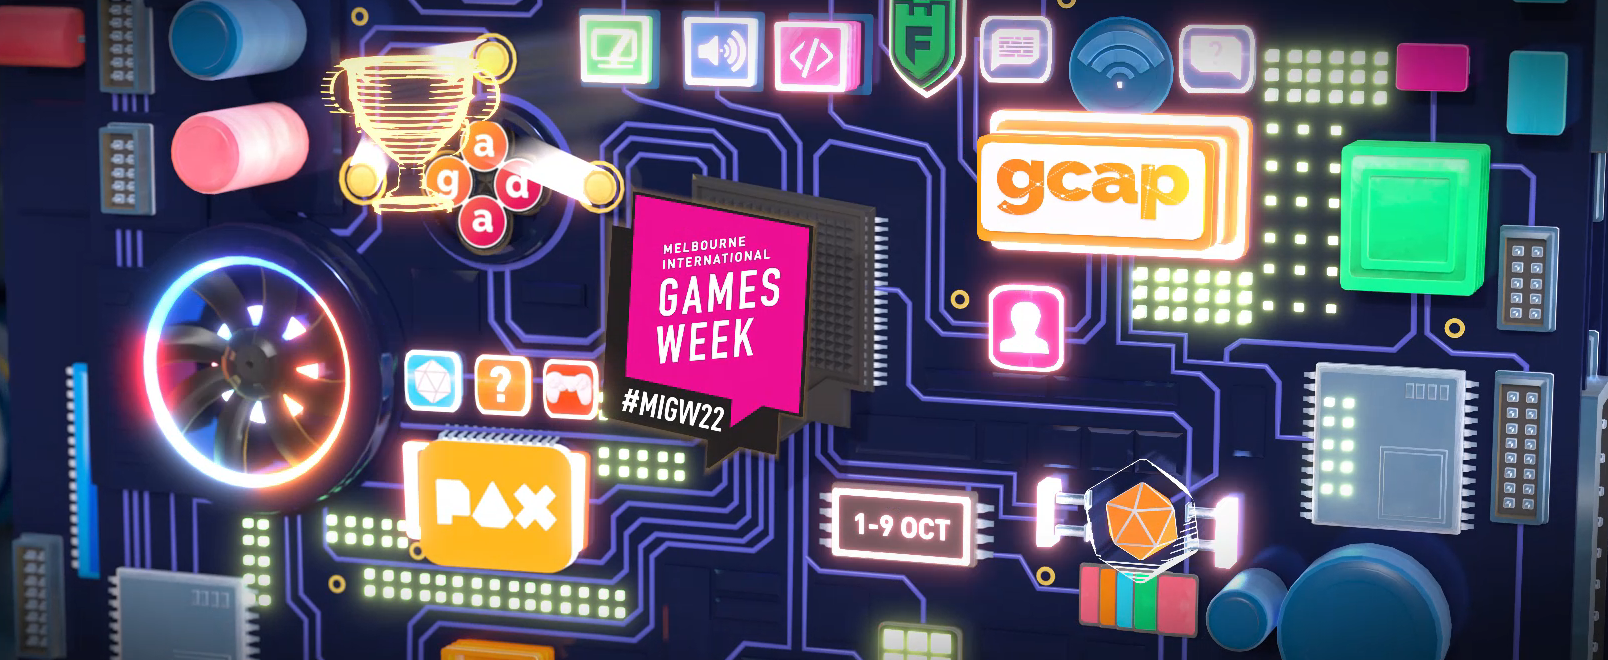 </>
F
?
a
g d
a
gcap
MELBOURNE
INTERNATIONAL
GAMES
WEEK
#MIGW22
?
PAX
1-9 OCT